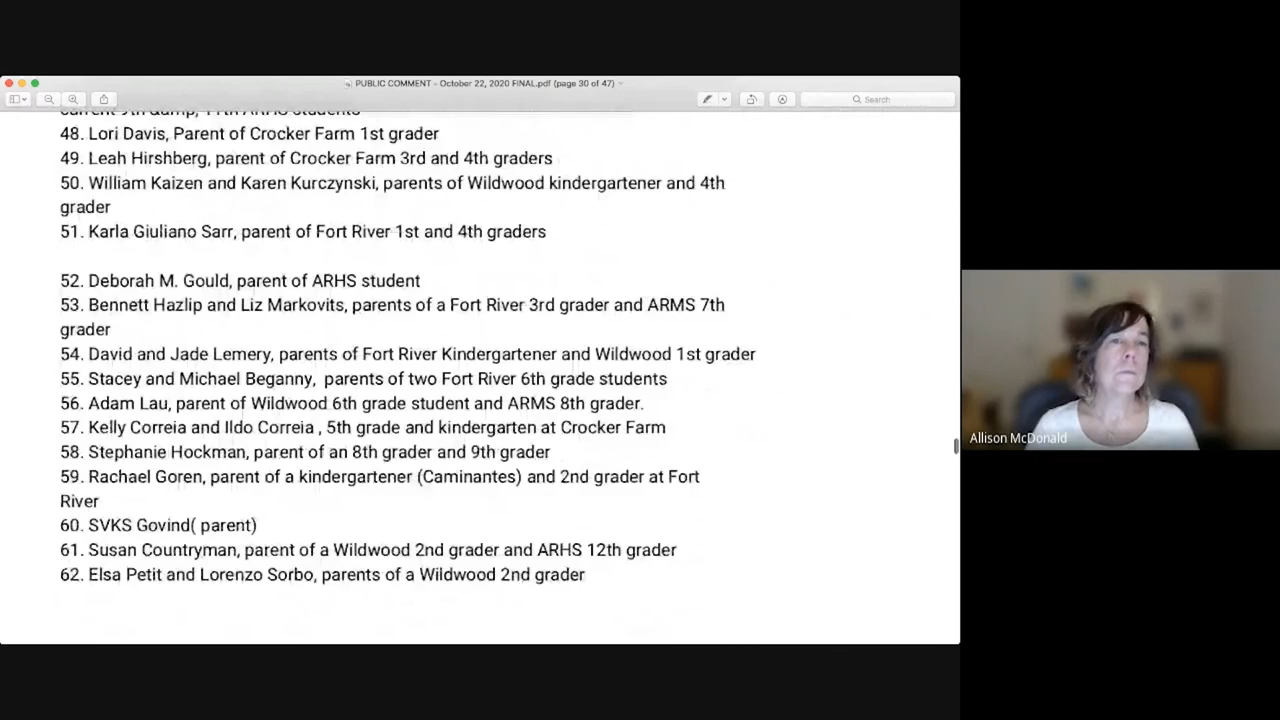 PUBLIC COMMENT - October 22, 2020 FINAL.pdf (page 30 of 47)
Search
ARHS students
48. Lori Davis, Parent of Crocker Farm 1st grader
49. Leah Hirshberg, parent of Crocker Farm 3rd and 4th graders
50. William Kaizen and Karen Kurczynski, parents of Wildwood kindergartener and 4th
grader
51. Karla Giuliano Sarr, parent of Fort River 1st and 4th graders
52. Deborah M. Gould, parent of ARHS student
53. Bennett Hazlip and Liz Markovits, parents of a Fort River 3rd grader and ARMS 7th
grader
54. David and Jade Lemery, parents of Fort River Kindergartener and Wildwood 1st grader
55. Stacey and Michael Beganny, parents of two Fort River 6th grade students
56. Adam Lau, parent of Wildwood 6th grade student and ARMS 8th grader.
57. Kelly Correia and Ildo Correia , 5th grade and kindergarten at Crocker Farm
58. Stephanie Hockman, parent of an 8th grader and 9th grader
59. Rachael Goren, parent of a kindergartener (Caminantes) and 2nd grader at Fort
River
60. SVKS Govind( parent)
61. Susan Countryman, parent of a Wildwood 2nd grader and ARHS 12th grader
62. Elsa Petit and Lorenzo Sorbo, parents of a Wildwood 2nd grader
Allison McDonald